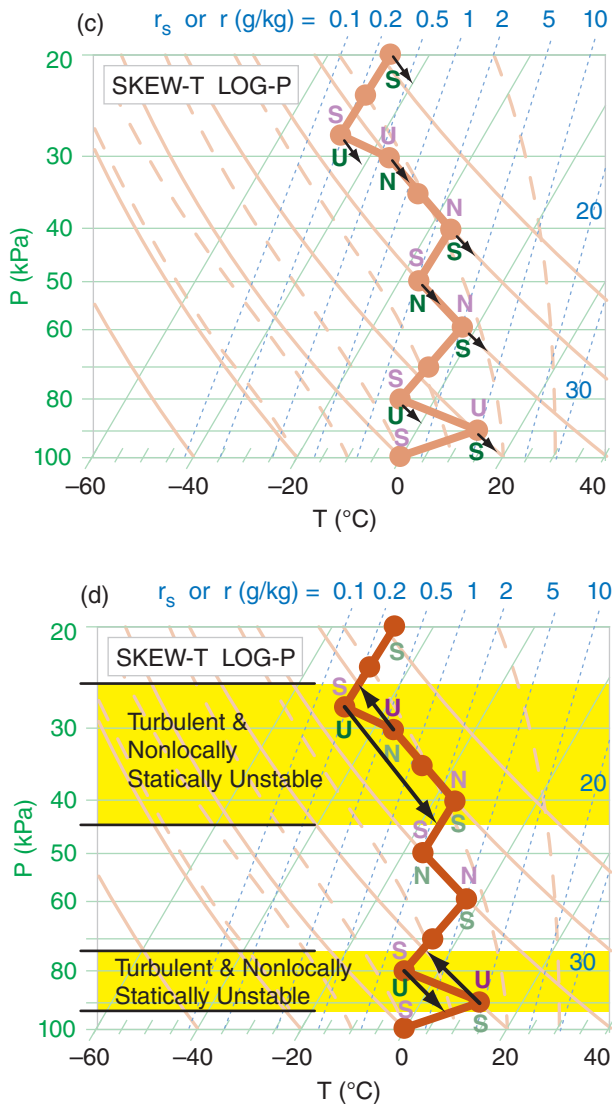 (c) r_s or r (g/kg) = 0.1 0.2 0.5 1 2 5 10
20
SKEW-T LOG-P
S
S
U
30
U
N
N
20
40
S
S
P (kPa)
50
N
N
60
S
S
30
80
U
U
S
100
S
−60 −40 −20 0 20 40
T (°C)
(d) r_s or r (g/kg) = 0.1 0.2 0.5 1 2 5 10
20
SKEW-T LOG-P
S
S
U
Turbulent &
30
U
Nonlocally
N
Statically Unstable
N
20
40
S
S
P (kPa)
50
N
N
60
S
S
30
Turbulent & Nonlocally
80
U
U
Statically Unstable
S
S
100
−60 −40 −20 0 20 40
T (°C)